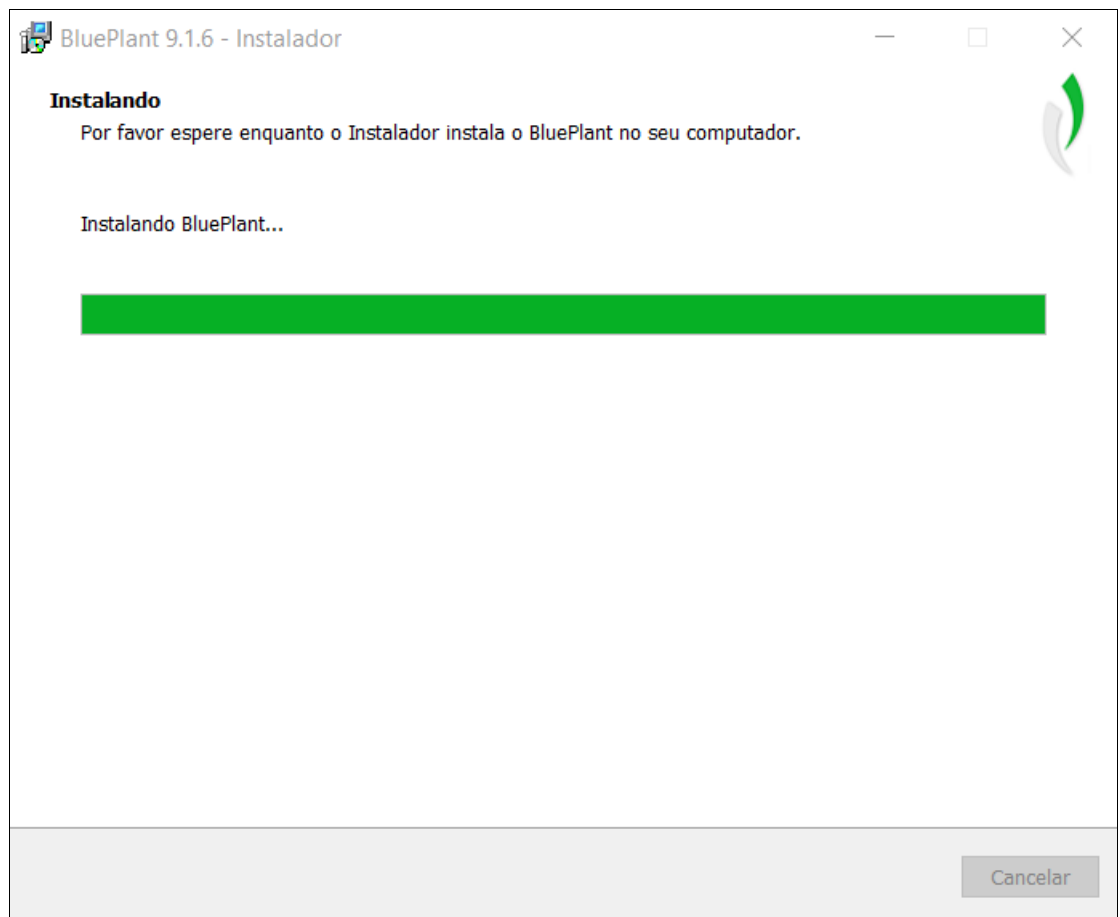 BluePlant 9.1.6 - Instalador
Instalando
Por favor espere enquanto o Instalador instala o BluePlant no seu computador.
Instalando BluePlant...
Cancelar